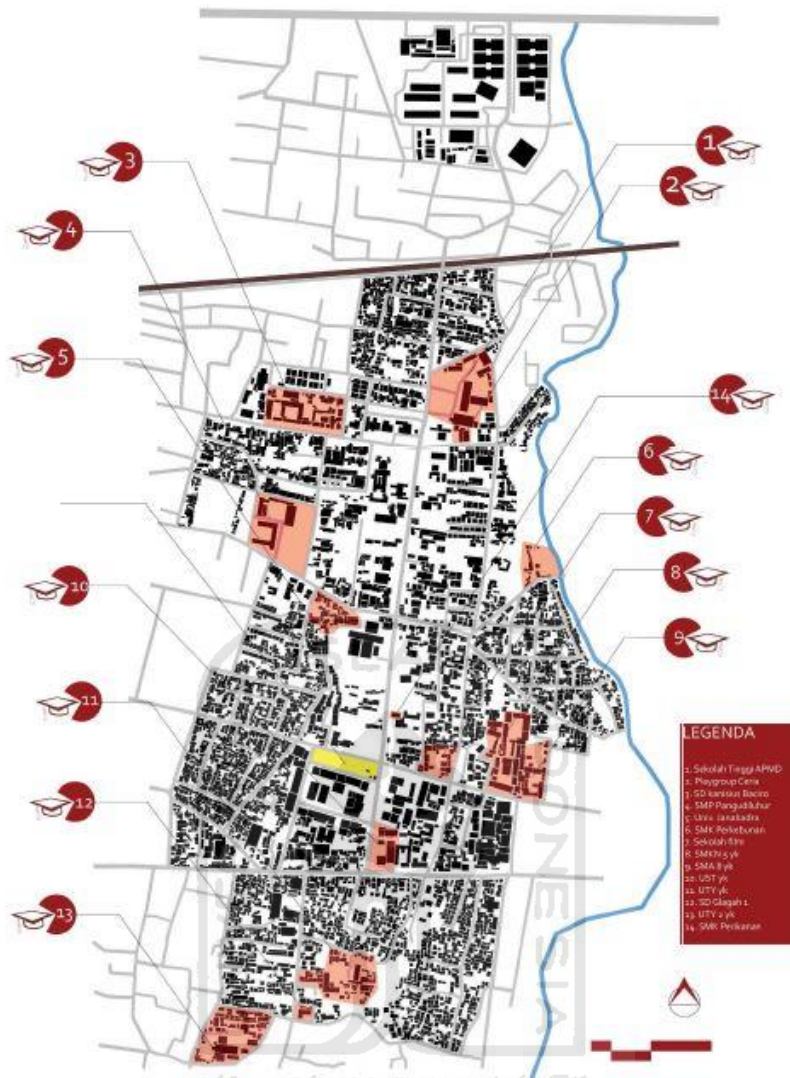 1
2
3
4
5
14
6
7
8
10
9
11
12
13
LEGENDA
1. Sekolah Tinggi APMD
2. Playgroup Ceria
3. SD kanisius Baciro
4. SMP Pangudiluhur
5. Univ. Janabadra
6. SMK Perkebunan
7. Sekolah film
8. SMKN 5 yk
9. SMA 8 yk
10. UST yk
11. UTY yk
12. SD Glagah 1
13. UTY 2 yk
14. SMK Perikanan